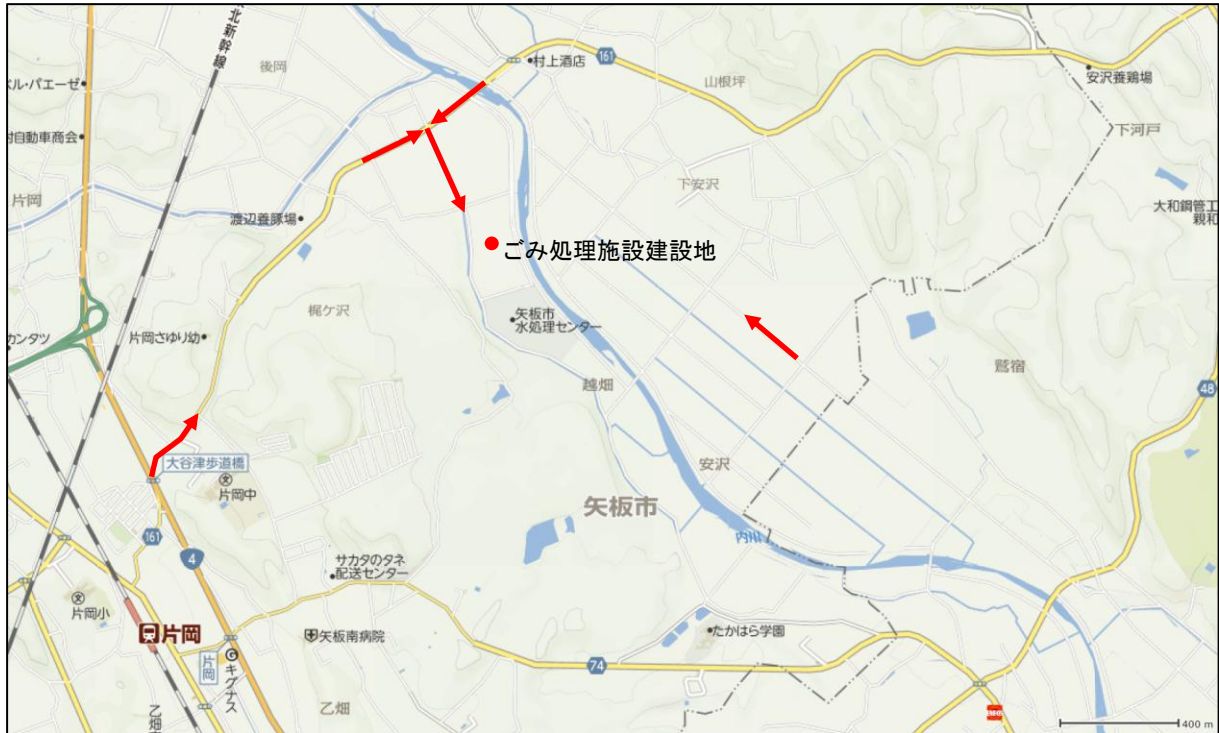 北新幹線
後岡
村上酒店
161
山根坪
安沢養鶏場
ベル・パエーゼ
下河戸
村自動車商会
片岡
下安沢
渡辺養豚場
大和鋼管工
親和
ごみ処理施設建設地
梶ケ沢
矢板市
水処理センター
カンタツ
片岡さゆり幼
越畑
鷲宿
48
大谷津歩道橋
片岡中
安沢
矢板市
161
4
内川
サカタのタネ
配送センター
片岡小
片岡
矢板南病院
たかはら学園
片岡
キグナス
74
乙畑
乙畑
400 m